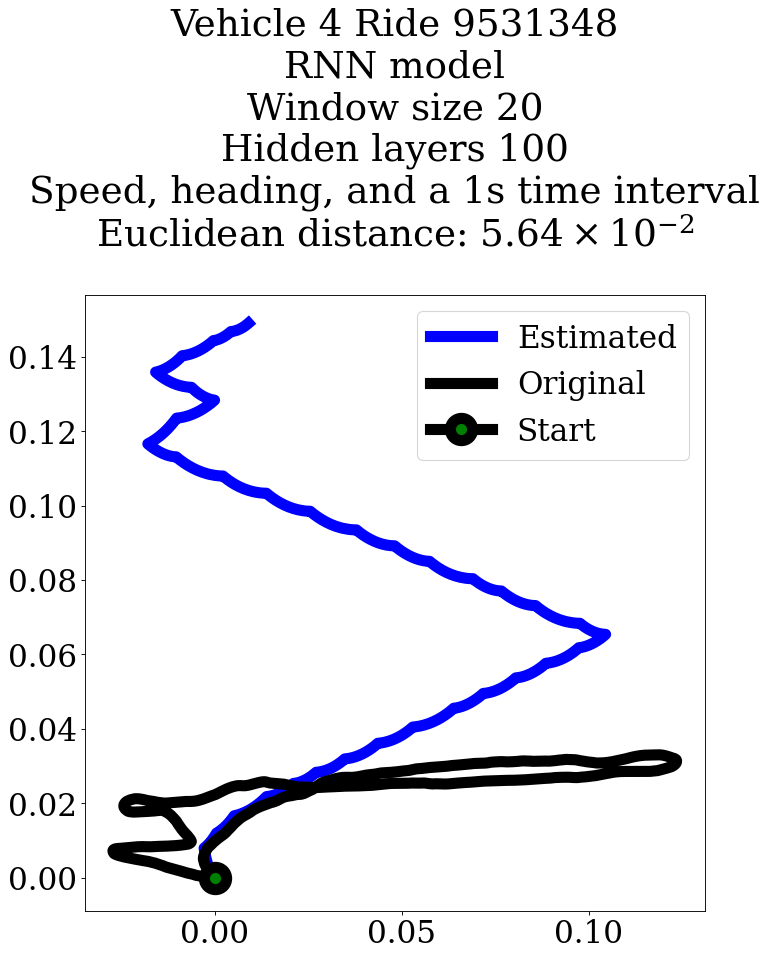 Vehicle 4 Ride 9531348
RNN model
Window size 20
Hidden layers 100
Speed, heading, and a 1s time interval
Euclidean distance: 5.64 × 10⁻²
Estimated
Original
Start
0.14
0.12
0.10
0.08
0.06
0.04
0.02
0.00
0.00 0.05 0.10